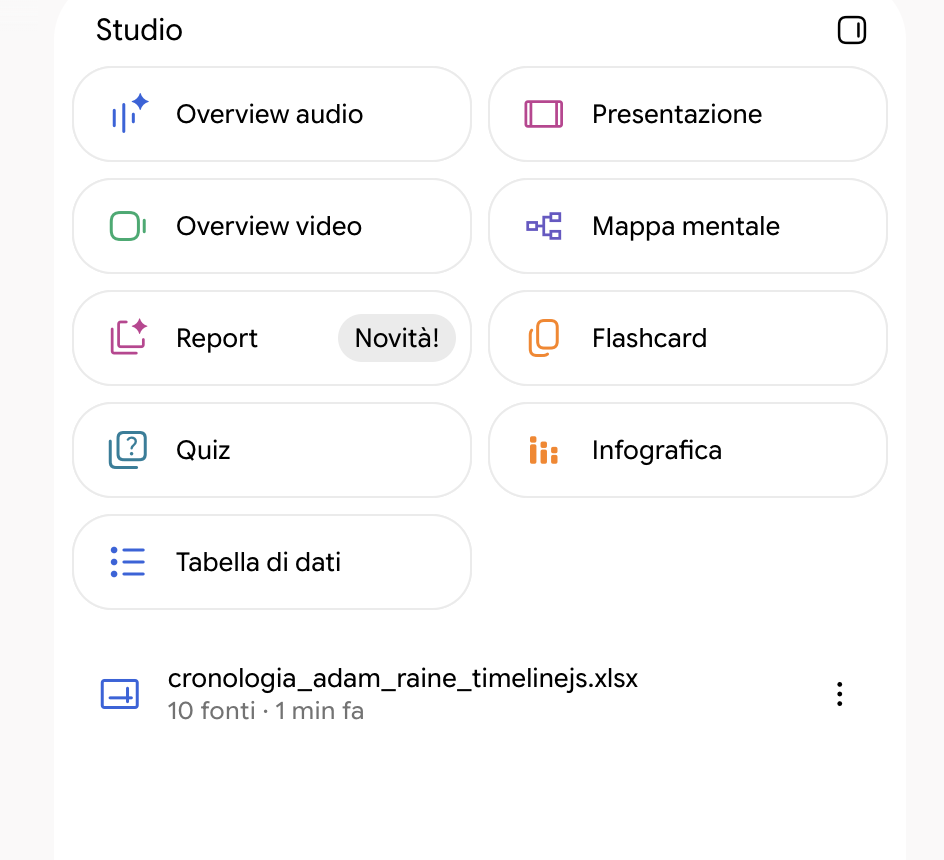 Studio
Overview audio
Presentazione
Overview video
Mappa mentale
Report
Novità!
Flashcard
Quiz
Infografica
Tabella di dati
cronologia_adam_raine_timelinejs.xlsx
10 fonti · 1 min fa